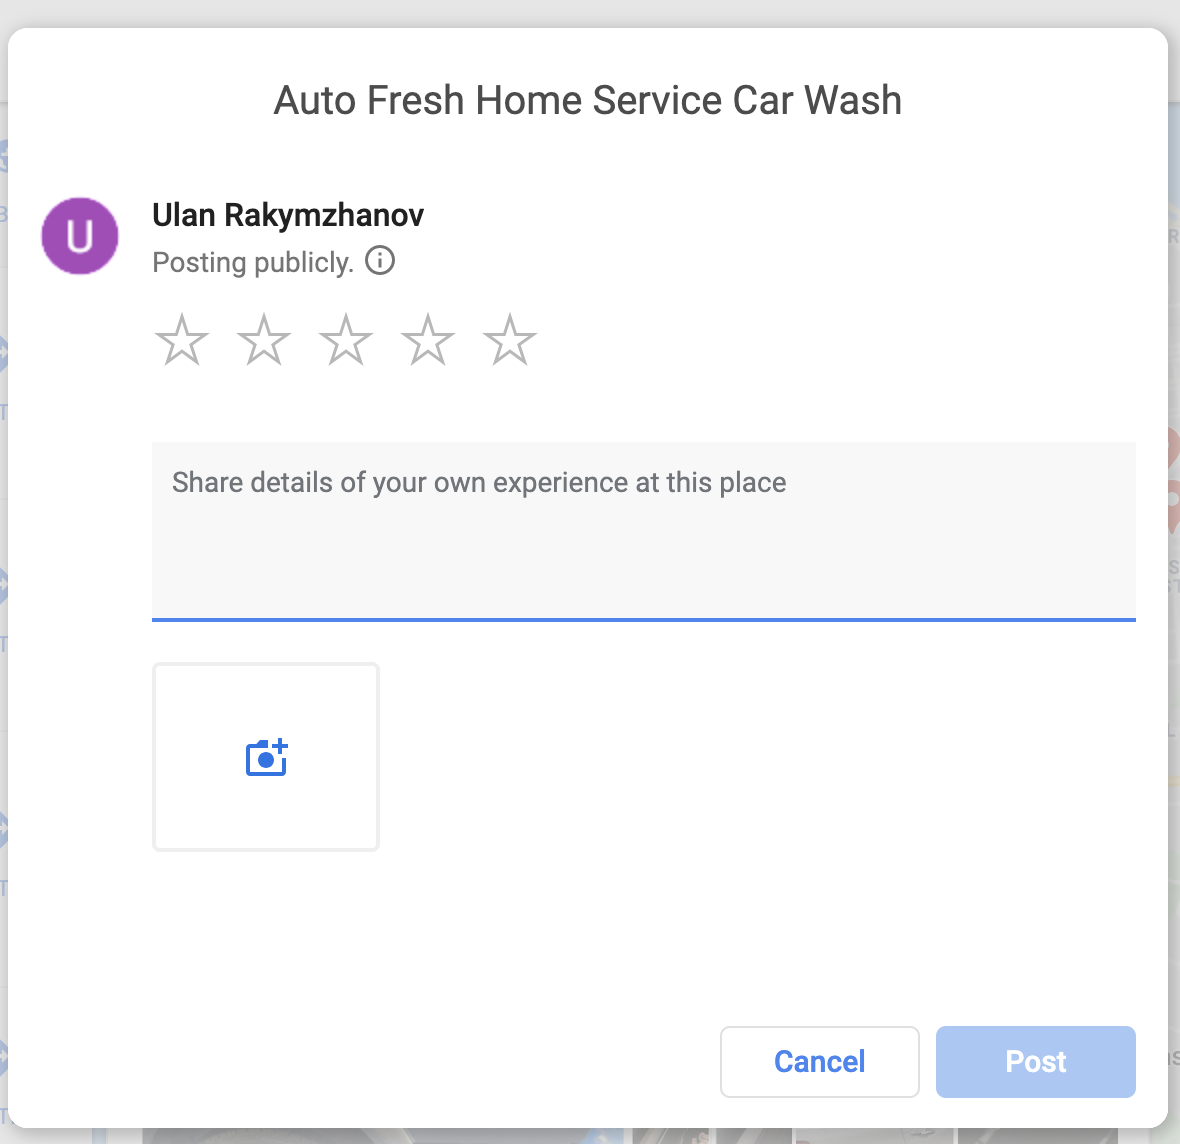 Auto Fresh Home Service Car Wash
U
Ulan Rakymzhanov
Posting publicly.
Share details of your own experience at this place
Cancel
Post